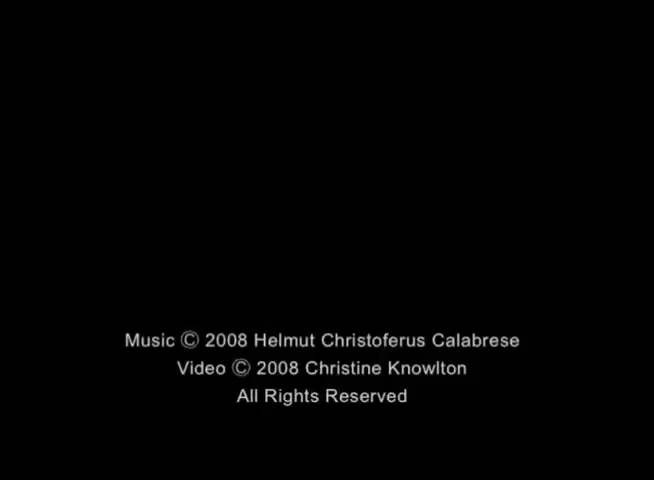 Music © 2008 Helmut Christoferus Calabrese
Video © 2008 Christine Knowlton
All Rights Reserved